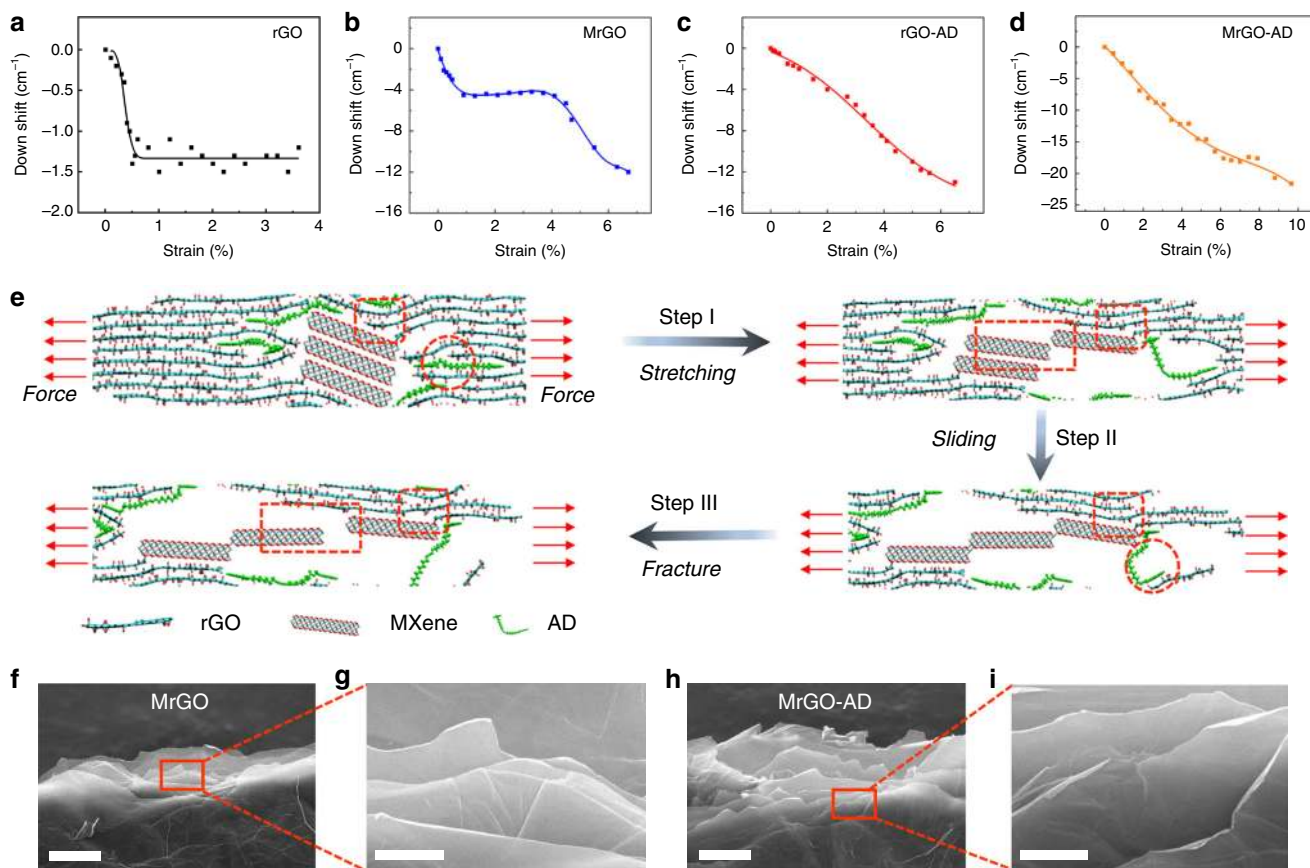 a
rGO
Down shift (cm⁻¹)
0.0
−0.5
−1.0
−1.5
−2.0
0
1
2
3
4
Strain (%)
b
MrGO
Down shift (cm⁻¹)
0
−4
−8
−12
−16
0
2
4
6
Strain (%)
c
rGO-AD
Down shift (cm⁻¹)
0
−4
−8
−12
−16
0
2
4
6
Strain (%)
d
MrGO-AD
Down shift (cm⁻¹)
0
−5
−10
−15
−20
−25
0
2
4
6
8
10
Strain (%)
e
Force
Force
Step I
Stretching
Sliding
Step II
Step III
Fracture
rGO
MXene
AD
f
MrGO
g
h
MrGO-AD
i